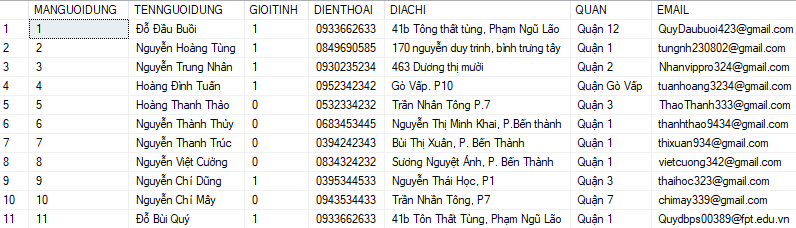 MANGUOIDUNG TENNGUOIDUNG GIOITINH DIENTHOAI DIACHI QUAN EMAIL
1 1 Đỗ Đầu Buồi 1 0933662633 41b Tông thất tùng, Phạm Ngũ Lão Quận 12 QuyDaubuoi423@gmail.com
2 2 Nguyễn Hoàng Tùng 1 0849690585 170 nguyễn duy trinh, bình trưng tây Quận 1 tungnh230802@gmail.com
3 3 Nguyễn Trung Nhân 1 0930235234 463 Dương thị mười Quận 2 Nhanvippro324@gmail.com
4 4 Hoàng Đình Tuấn 1 0952342342 Gò Vấp. P10 Quận Gò Vấp tuanhoang3234@gmail.com
5 5 Hoàng Thanh Thảo 0 0532334232 Trần Nhân Tông P.7 Quận 3 ThaoThanh333@gmail.com
6 6 Nguyễn Thành Thủy 0 0683453445 Nguyễn Thị Minh Khai, P.Bến thành Quận 1 thanhthao9434@gmail.com
7 7 Nguyễn Thanh Trúc 0 0394242343 Bùi Thị Xuân, P. Bến Thành Quận 1 thixuan934@gmail.com
8 8 Nguyễn Việt Cường 0 0834324232 Sương Nguyệt Ánh, P. Bến Thành Quận 1 vietcuong342@gmail.com
9 9 Nguyễn Chí Dũng 1 0395344533 Nguyễn Thái Học, P1 Quận 3 thaihoc323@gmail.com
10 10 Nguyễn Chí Mây 0 0943534433 Trần Nhân Tông, P7 Quận 7 chimay339@gmail.com
11 11 Đỗ Bùi Quý 1 0933662633 41b Tôn Thất Tùng, Phạm Ngũ Lão Quận 1 Quydbps00389@fpt.edu.vn